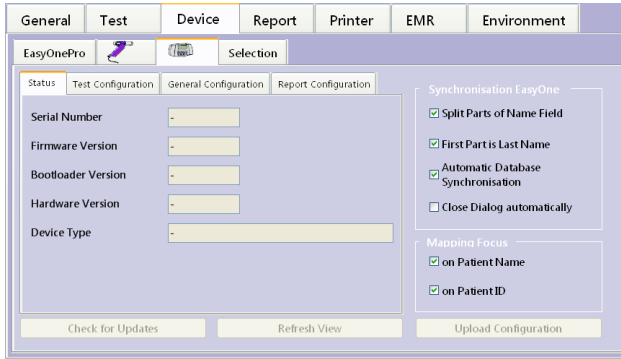 General Test Device Report Printer EMR Environment
EasyOnePro Selection
Status Test Configuration General Configuration Report Configuration
Serial Number -
Firmware Version -
Bootloader Version -
Hardware Version -
Device Type -
Synchronisation EasyOne
Split Parts of Name Field
First Part is Last Name
Automatic Database
Synchronisation
Close Dialog automatically
Mapping Focus
on Patient Name
on Patient ID
Check for Updates Refresh View Upload Configuration